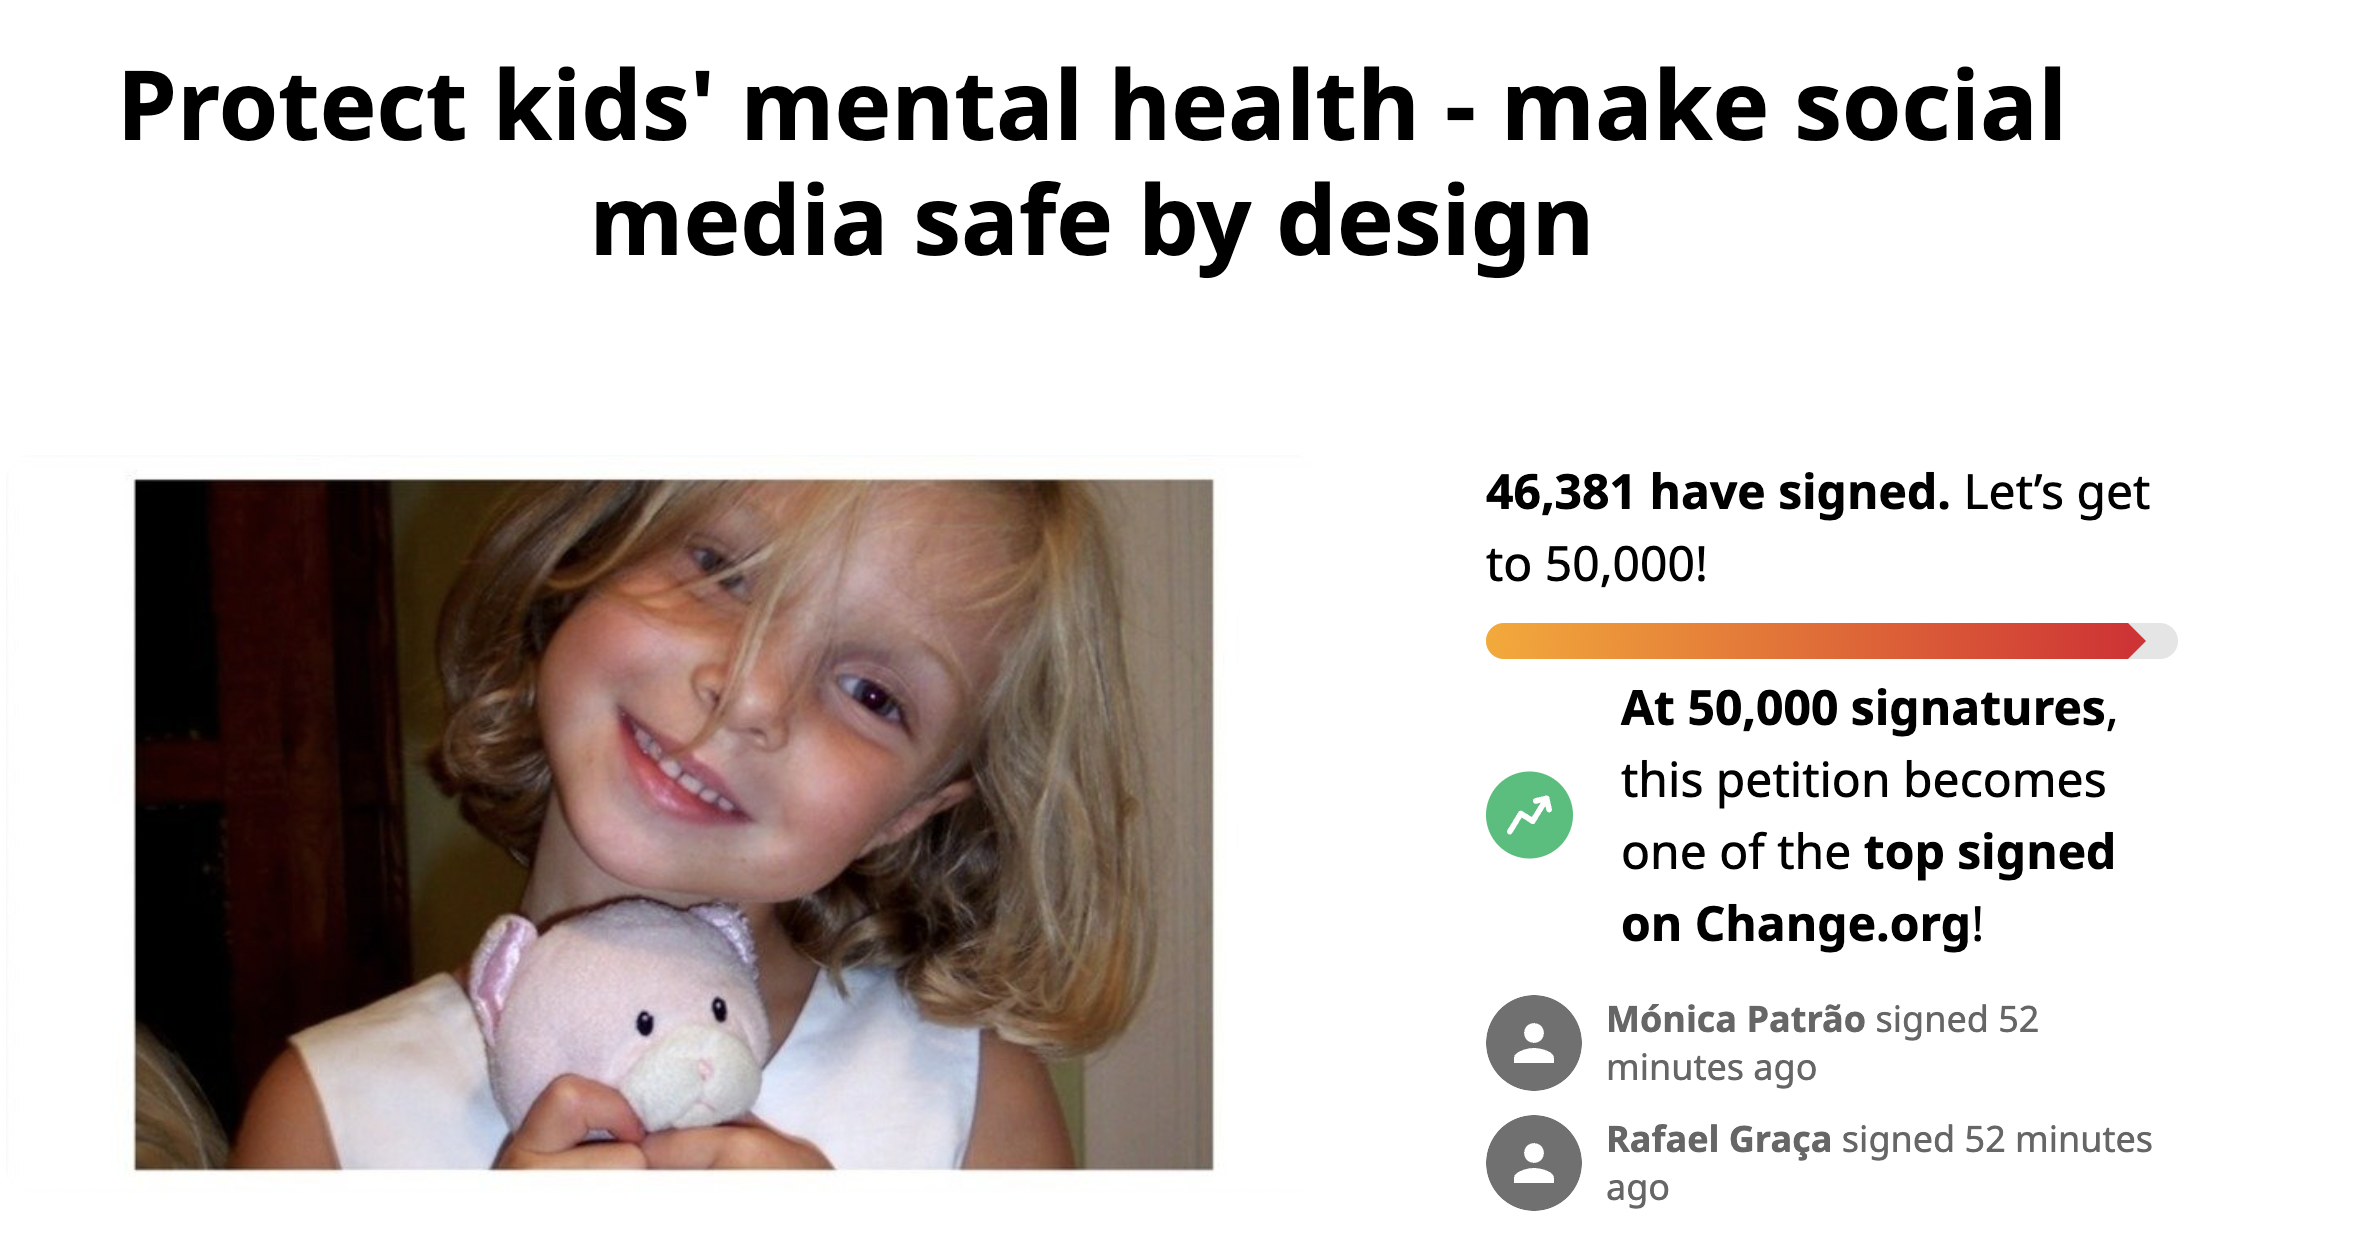 Protect kids' mental health - make social
media safe by design
46,381 have signed. Let’s get
to 50,000!
At 50,000 signatures,
this petition becomes
one of the top signed
on Change.org!
Mónica Patrão signed 52
minutes ago
Rafael Graça signed 52 minutes
ago